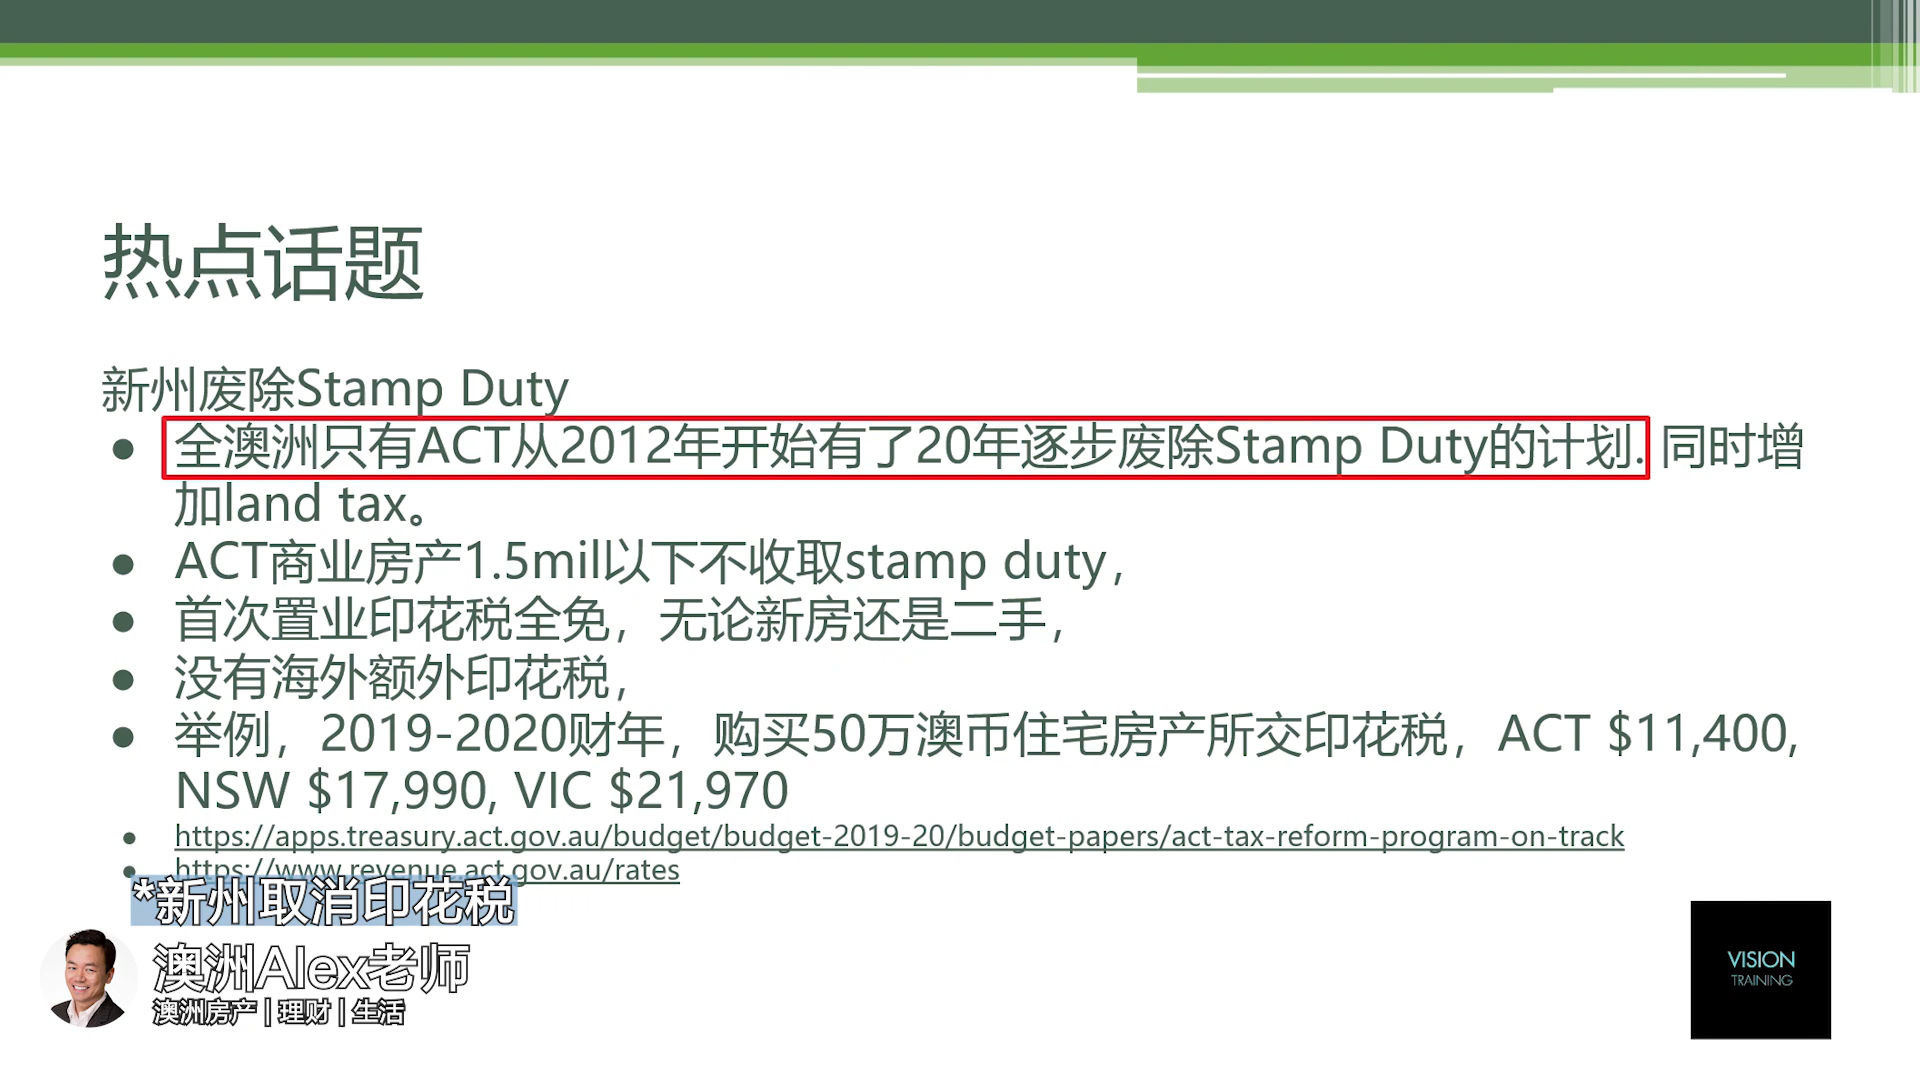 热点话题
新州废除Stamp Duty
● 全澳洲只有ACT从2012年开始有了20年逐步废除Stamp Duty的计划. 同时增
加land tax。
● ACT商业房产1.5mil以下不收取stamp duty，
● 首次置业印花税全免，无论新房还是二手，
● 没有海外额外印花税，
● 举例，2019-2020财年，购买50万澳币住宅房产所交印花税，ACT $11,400,
NSW $17,990, VIC $21,970
● https://apps.treasury.act.gov.au/budget/budget-2019-20/budget-papers/act-tax-reform-program-on-track
● https://www.revenue.act.gov.au/rates
*新州取消印花税
澳洲Alex老师
澳洲房产 | 理财 | 生活
VISION
TRAINING